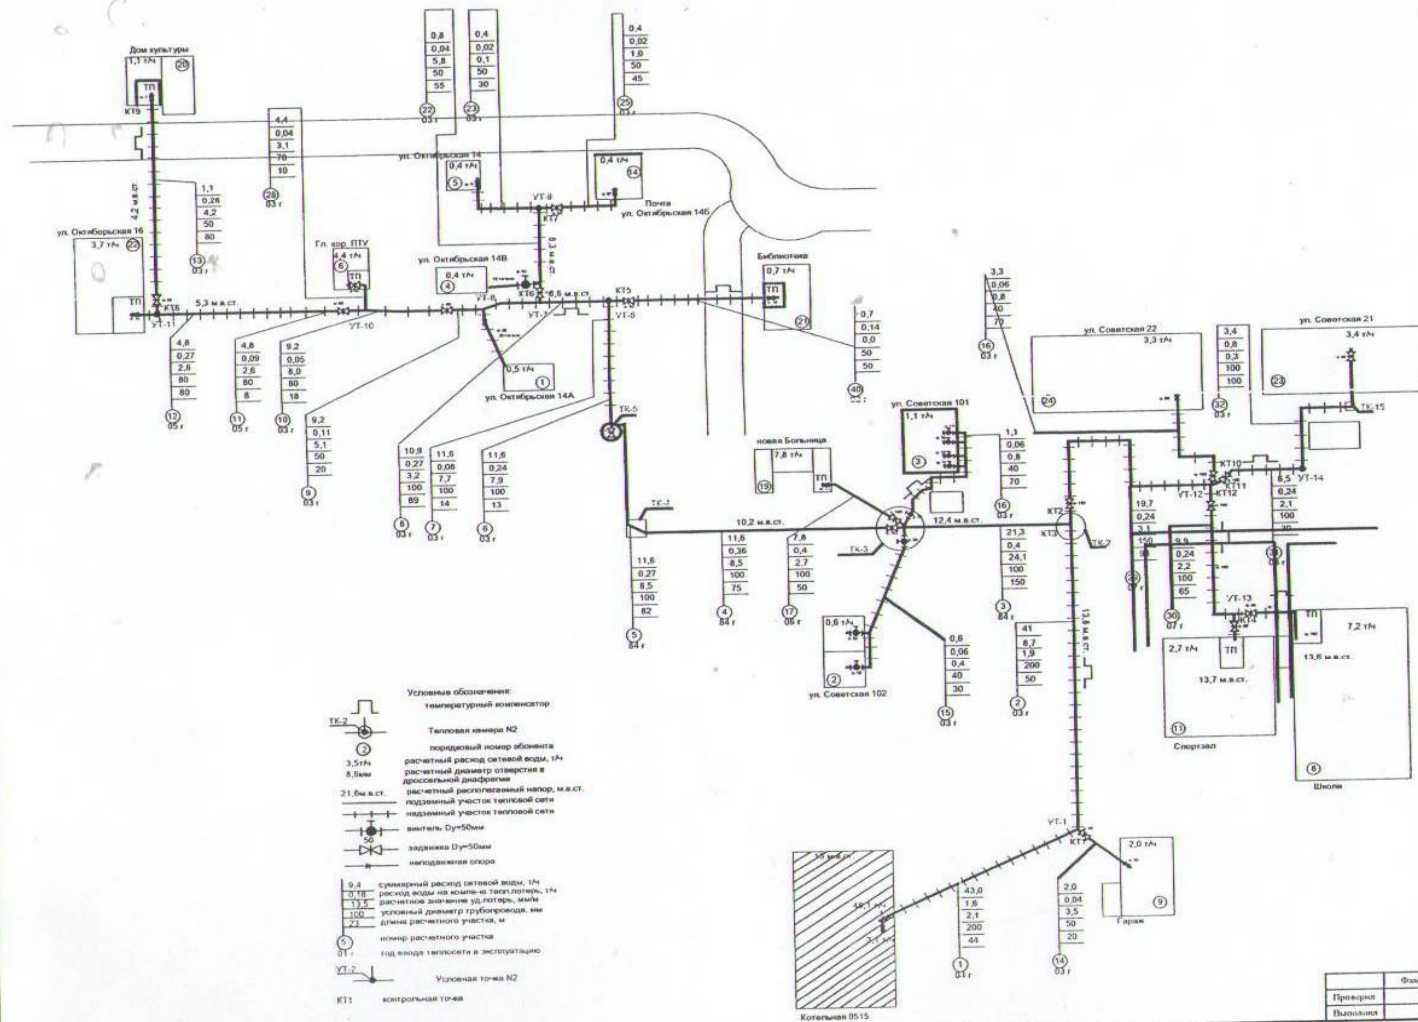 Дом культуры
1,1 т/ч
20
ТП
КТ9
4,2 м.в.ст.
1,1
0,26
4,2
50
80
13
03 г
4,4
0,04
3,1
70
10
28
03 г
0,8
0,04
5,8
50
55
22
03 г
0,4
0,02
0,1
50
30
23
03 г
0,4
0,02
1,0
50
45
25
03 г
ул. Октябрьская 14
0,4 т/ч
5
0,4 т/ч
14
УТ-9
КТ7
Почта
ул. Октябрьская 14Б
6,3 м.в.ст.
ул. Октябрьская 16
3,7 т/ч
22
ТП
КТ8
УТ-11
5,3 м.в.ст.
Гл. кор. ПТУ
4,4 т/ч
6
ТП
УТ-10
ул. Октябрьская 14В
0,4 т/ч
4
УТ-8
КТ6
УТ-7
6,6 м.в.ст.
КТ5
УТ-6
Библиотека
0,7 т/ч
ТП
21
0,5 т/ч
1
ул. Октябрьская 14А
4,8
0,27
2,6
80
80
12
05 г
4,8
0,09
2,6
80
8
11
05 г
9,2
0,05
8,0
80
18
10
03 г
9,2
0,11
5,1
50
20
9
03 г
10,9
0,27
3,2
100
89
8
03 г
11,6
0,08
7,7
100
14
7
03 г
11,6
0,24
7,9
100
13
6
03 г
0,7
0,14
0,0
50
50
40
ТК-5
ТК-4
11,6
0,27
8,5
100
82
5
84 г
10,2 м.в.ст.
11,6
0,36
8,5
100
75
4
84 г
новая Больница
7,8 т/ч
19
ТП
7,8
0,4
2,7
100
50
17
06 г
ТК-3
12,4 м.в.ст.
ул. Советская 101
1,1 т/ч
3
1,1
0,06
0,8
40
70
16
03 г
21,3
0,4
24,1
100
150
3
84 г
0,6 т/ч
2
ул. Советская 102
0,6
0,06
0,4
40
30
15
03 г
3,3
0,06
0,8
40
70
16
03 г
ул. Советская 22
3,3 т/ч
24
3,4
0,8
0,3
100
100
32
03 г
ул. Советская 21
3,4 т/ч
23
ТК-15
УТ-14
КТ10
КТ11
КТ12
УТ-12
6,5
0,24
2,1
100
КТ2
КТ3
ТК-2
19,7
0,24
3,1
150
9,9
0,24
2,2
100
65
30
07 г
УТ-13
КТ4
2,7 т/ч
ТП
13,7 м.в.ст.
11
Спортзал
ТП
7,2 т/ч
13,6 м.в.ст.
8
Школа
41
8,7
1,9
200
50
2
03 г
13,8 м.в.ст.
УТ-1
КТ1
2,0 т/ч
9
Гараж
2,0
0,04
3,5
50
20
14
03 г
43,0
1,6
2,1
200
44
1
Котельная 0515
Условные обозначения:
температурный компенсатор
ТК-2
Тепловая камера N2
2
порядковый номер абонента
3,5т/ч
расчетный расход сетевой воды, т/ч
8,6мм
расчетный диаметр отверстия в
дроссельной диафрагме
21,6м.в.ст.
расчетный располагаемый напор, м.в.ст.
подземный участок тепловой сети
надземный участок тепловой сети
вентель Dу=50мм
50
задвижка Dу=50мм
неподвижная опора
9,4
суммарный расход сетевой воды, т/ч
0,18
расход воды на компен-ю тепл.потерь, т/ч
13,5
расчетное значение уд.потерь, мм/м
100
условный диаметр трубопровода, мм
23
длина расчетного участка, м
5
номер расчетного участка
01 г
год ввода теплосети в эксплуатацию
УТ-2
Условная точка N2
КТ1
контрольная точка
Проверил
Выполнил